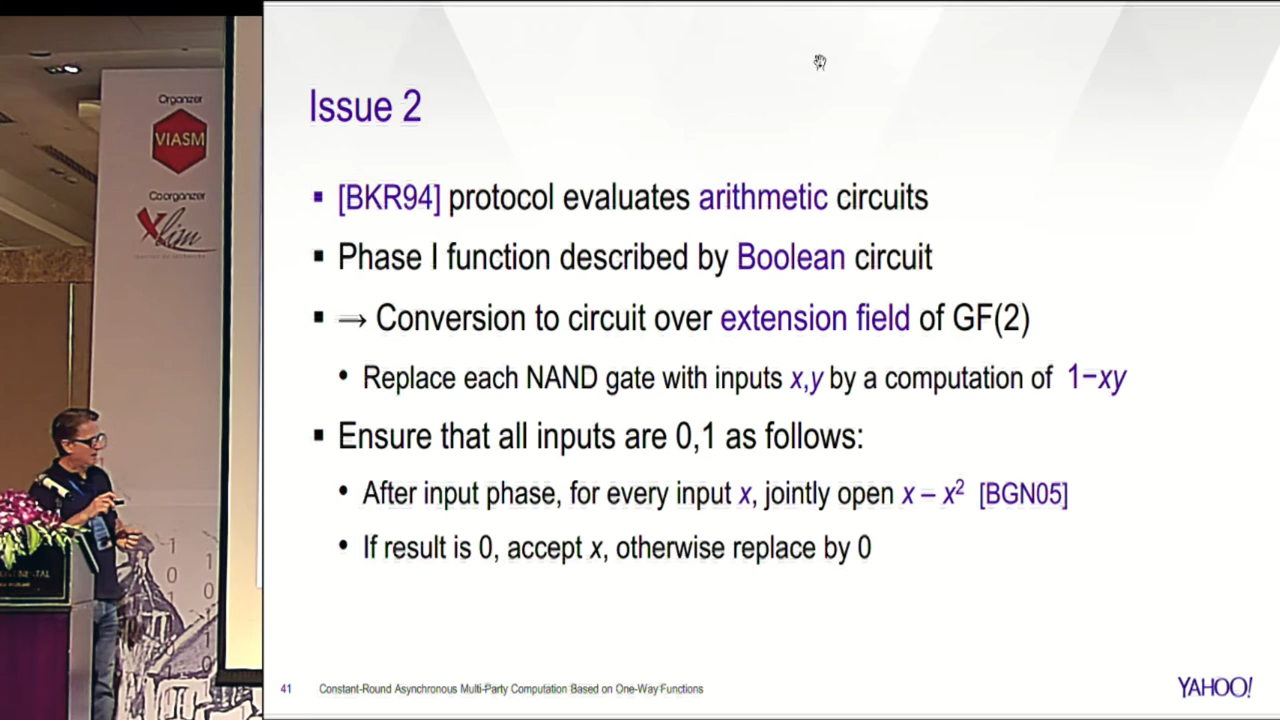 Organizer
VIASM
Coorganizer
Xlim
Issue 2
[BKR94] protocol evaluates arithmetic circuits
Phase I function described by Boolean circuit
→ Conversion to circuit over extension field of GF(2)
Replace each NAND gate with inputs x,y by a computation of 1−xy
Ensure that all inputs are 0,1 as follows:
After input phase, for every input x, jointly open x – x² [BGN05]
If result is 0, accept x, otherwise replace by 0
41 Constant-Round Asynchronous Multi-Party Computation Based on One-Way Functions
YAHOO!